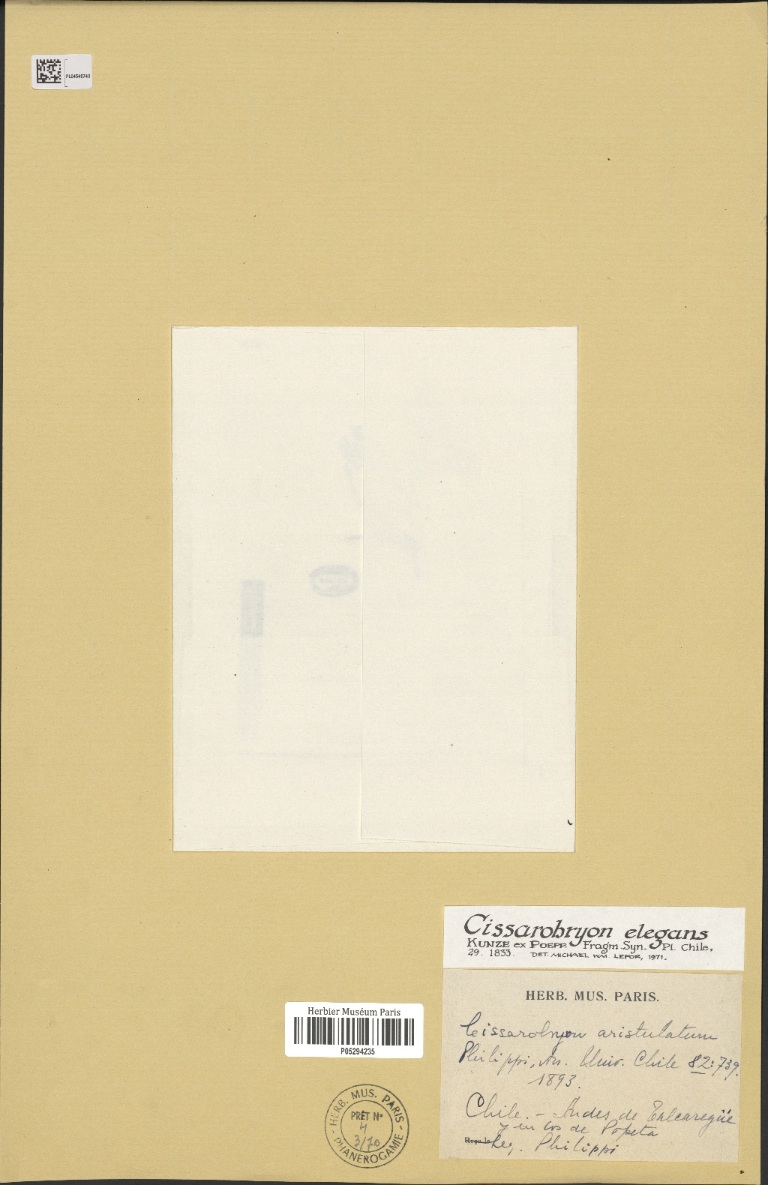 Cissarobryon elegans
KUNZE ex POEPP. Fragm. Syn. Pl. Chile,
29. 1833. DET. MICHAEL WM. LEPOR, 1971.
HERB. MUS. PARIS.
Cissarobryon aristulatum
Philippi, An. Univ. Chile 82:739.
1893.
Chile. - Andes de Talcaregüe
y en los de Popeta
Leg. Philippi
Herbier Muséum Paris
P05294235
HERB. MUS. PARIS
PRÊT N°
4
3/70
PHANEROGAMIE